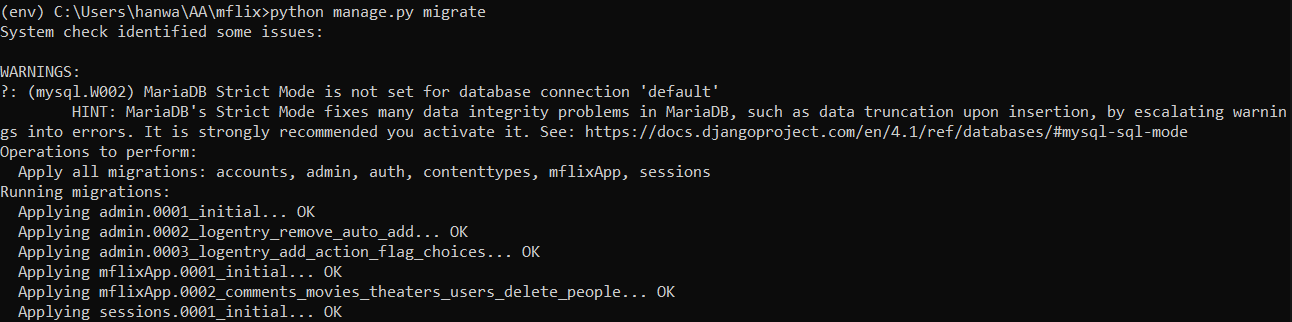 (env) C:\Users\hanwa\AA\mflix>python manage.py migrate
System check identified some issues:

WARNINGS:
?: (mysql.W002) MariaDB Strict Mode is not set for database connection 'default'
        HINT: MariaDB's Strict Mode fixes many data integrity problems in MariaDB, such as data truncation upon insertion, by escalating warnin
gs into errors. It is strongly recommended you activate it. See: https://docs.djangoproject.com/en/4.1/ref/databases/#mysql-sql-mode
Operations to perform:
  Apply all migrations: accounts, admin, auth, contenttypes, mflixApp, sessions
Running migrations:
  Applying admin.0001_initial... OK
  Applying admin.0002_logentry_remove_auto_add... OK
  Applying admin.0003_logentry_add_action_flag_choices... OK
  Applying mflixApp.0001_initial... OK
  Applying mflixApp.0002_comments_movies_theaters_users_delete_people... OK
  Applying sessions.0001_initial... OK